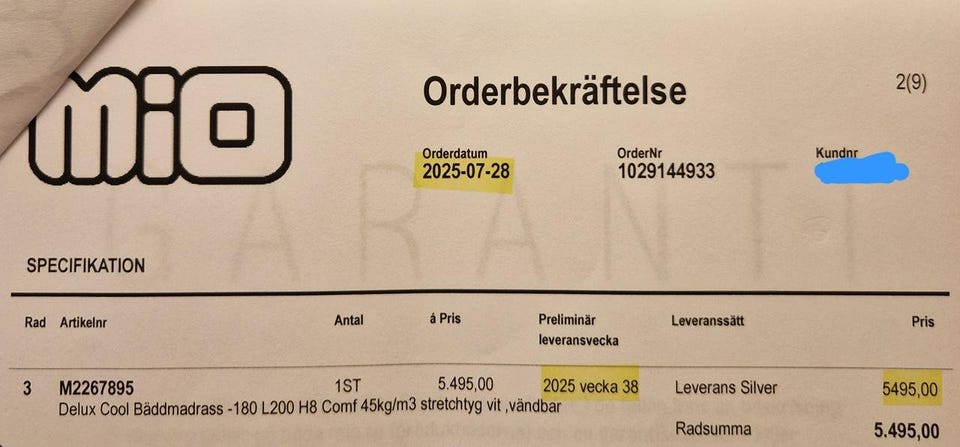 mio
Orderbekräftelse
2(9)
Orderdatum OrderNr Kundnr
2025-07-28 1029144933
GARANTI
SPECIFIKATION
Rad Artikelnr Antal á Pris Preliminär leveransvecka Leveranssätt Pris
3 M2267895 1ST 5.495,00 2025 vecka 38 Leverans Silver 5495,00
Delux Cool Bäddmadrass -180 L200 H8 Comf 45kg/m3 stretchtyg vit ,vändbar
Radsumma 5.495,00